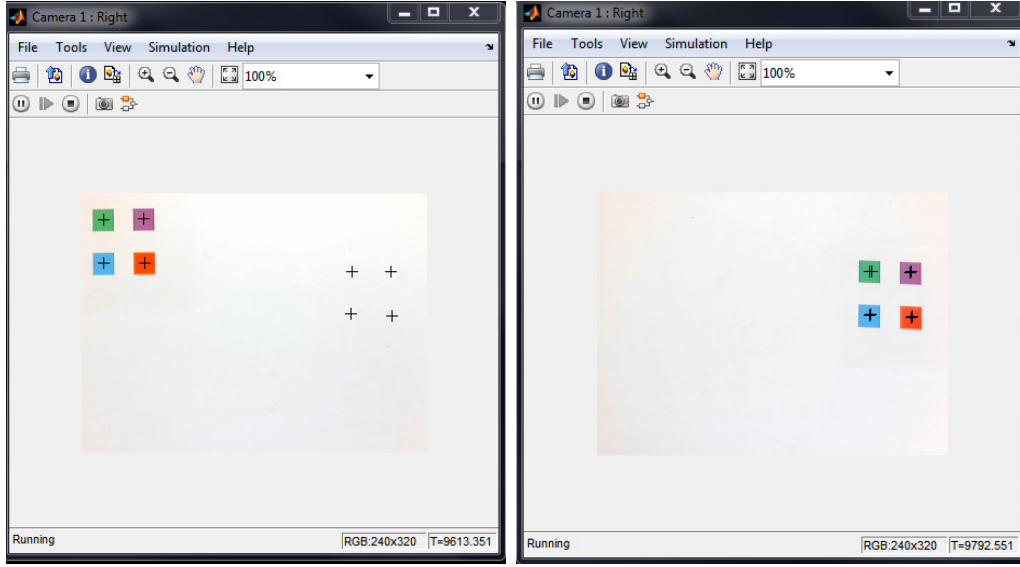 Camera 1 : Right
File Tools View Simulation Help
100%
Running RGB:240x320 T=9613.351
Camera 1 : Right
File Tools View Simulation Help
100%
Running RGB:240x320 T=9792.551